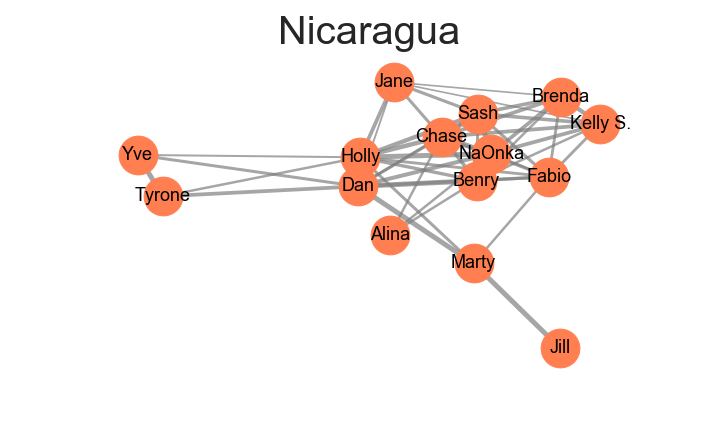 Nicaragua
Jane
Brenda
Sash
Kelly S.
Chase
Yve
Holly
NaOnka
Dan
Benry
Fabio
Tyrone
Alina
Marty
Jill